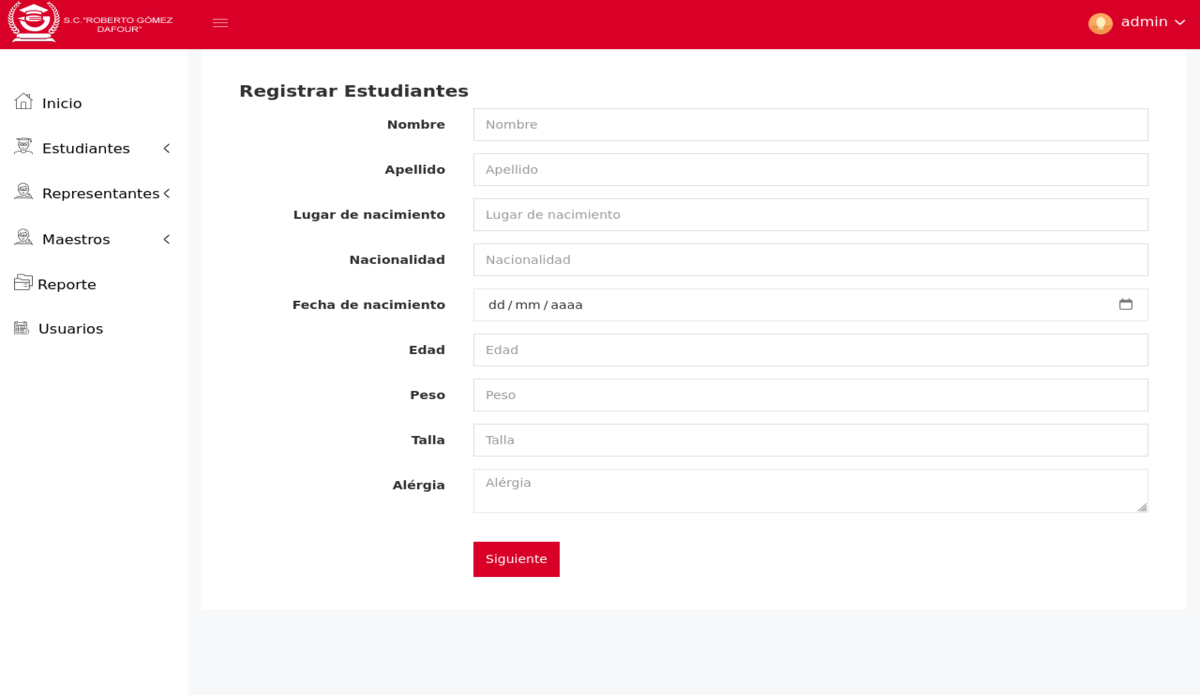 S.C."ROBERTO GÓMEZ
DAFOUR"
admin
Inicio
Estudiantes
Representantes
Maestros
Reporte
Usuarios
Registrar Estudiantes
Nombre Nombre
Apellido Apellido
Lugar de nacimiento Lugar de nacimiento
Nacionalidad Nacionalidad
Fecha de nacimiento dd/mm/aaaa
Edad Edad
Peso Peso
Talla Talla
Alérgia Alérgia
Siguiente